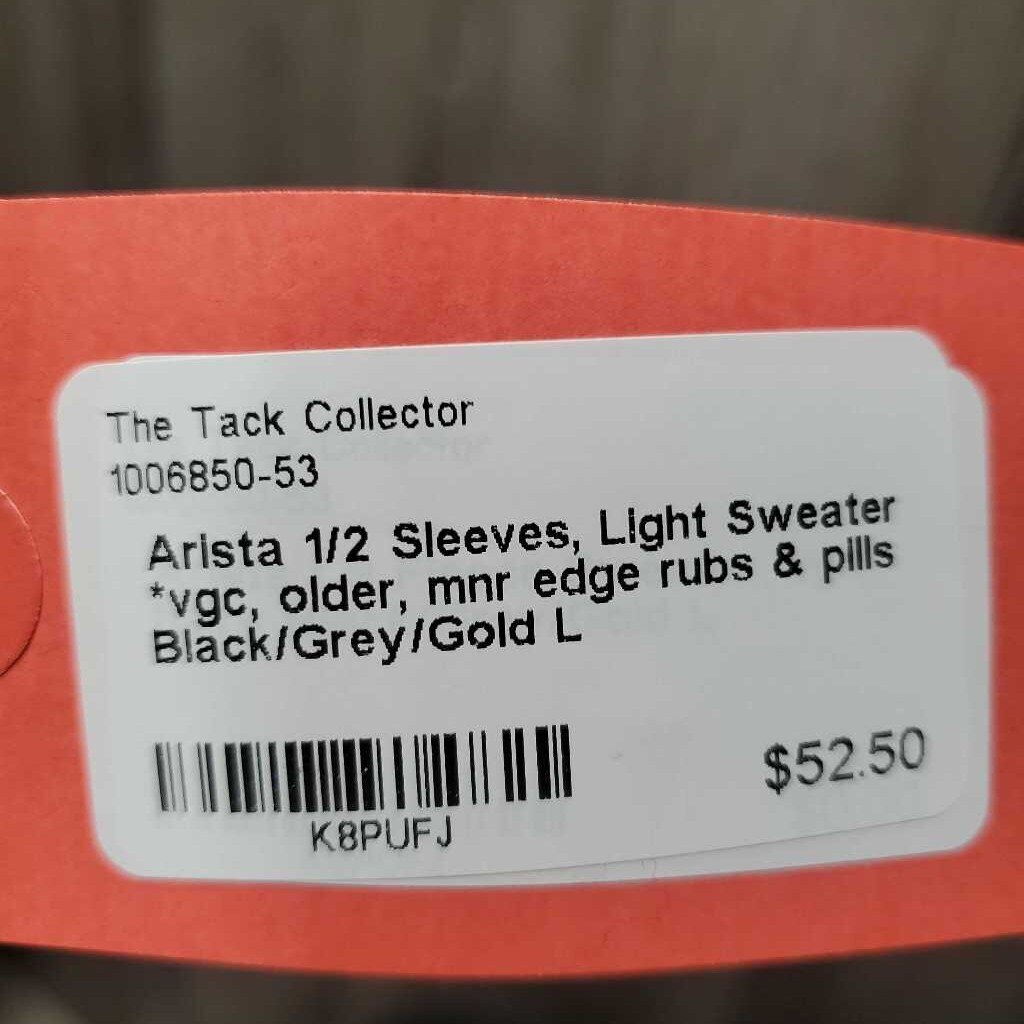 The Tack Collector
1006850-53
Arista 1/2 Sleeves, Light Sweater
*vgc, older, mnr edge rubs & pills
Black/Grey/Gold L
$52.50
K8PUFJ